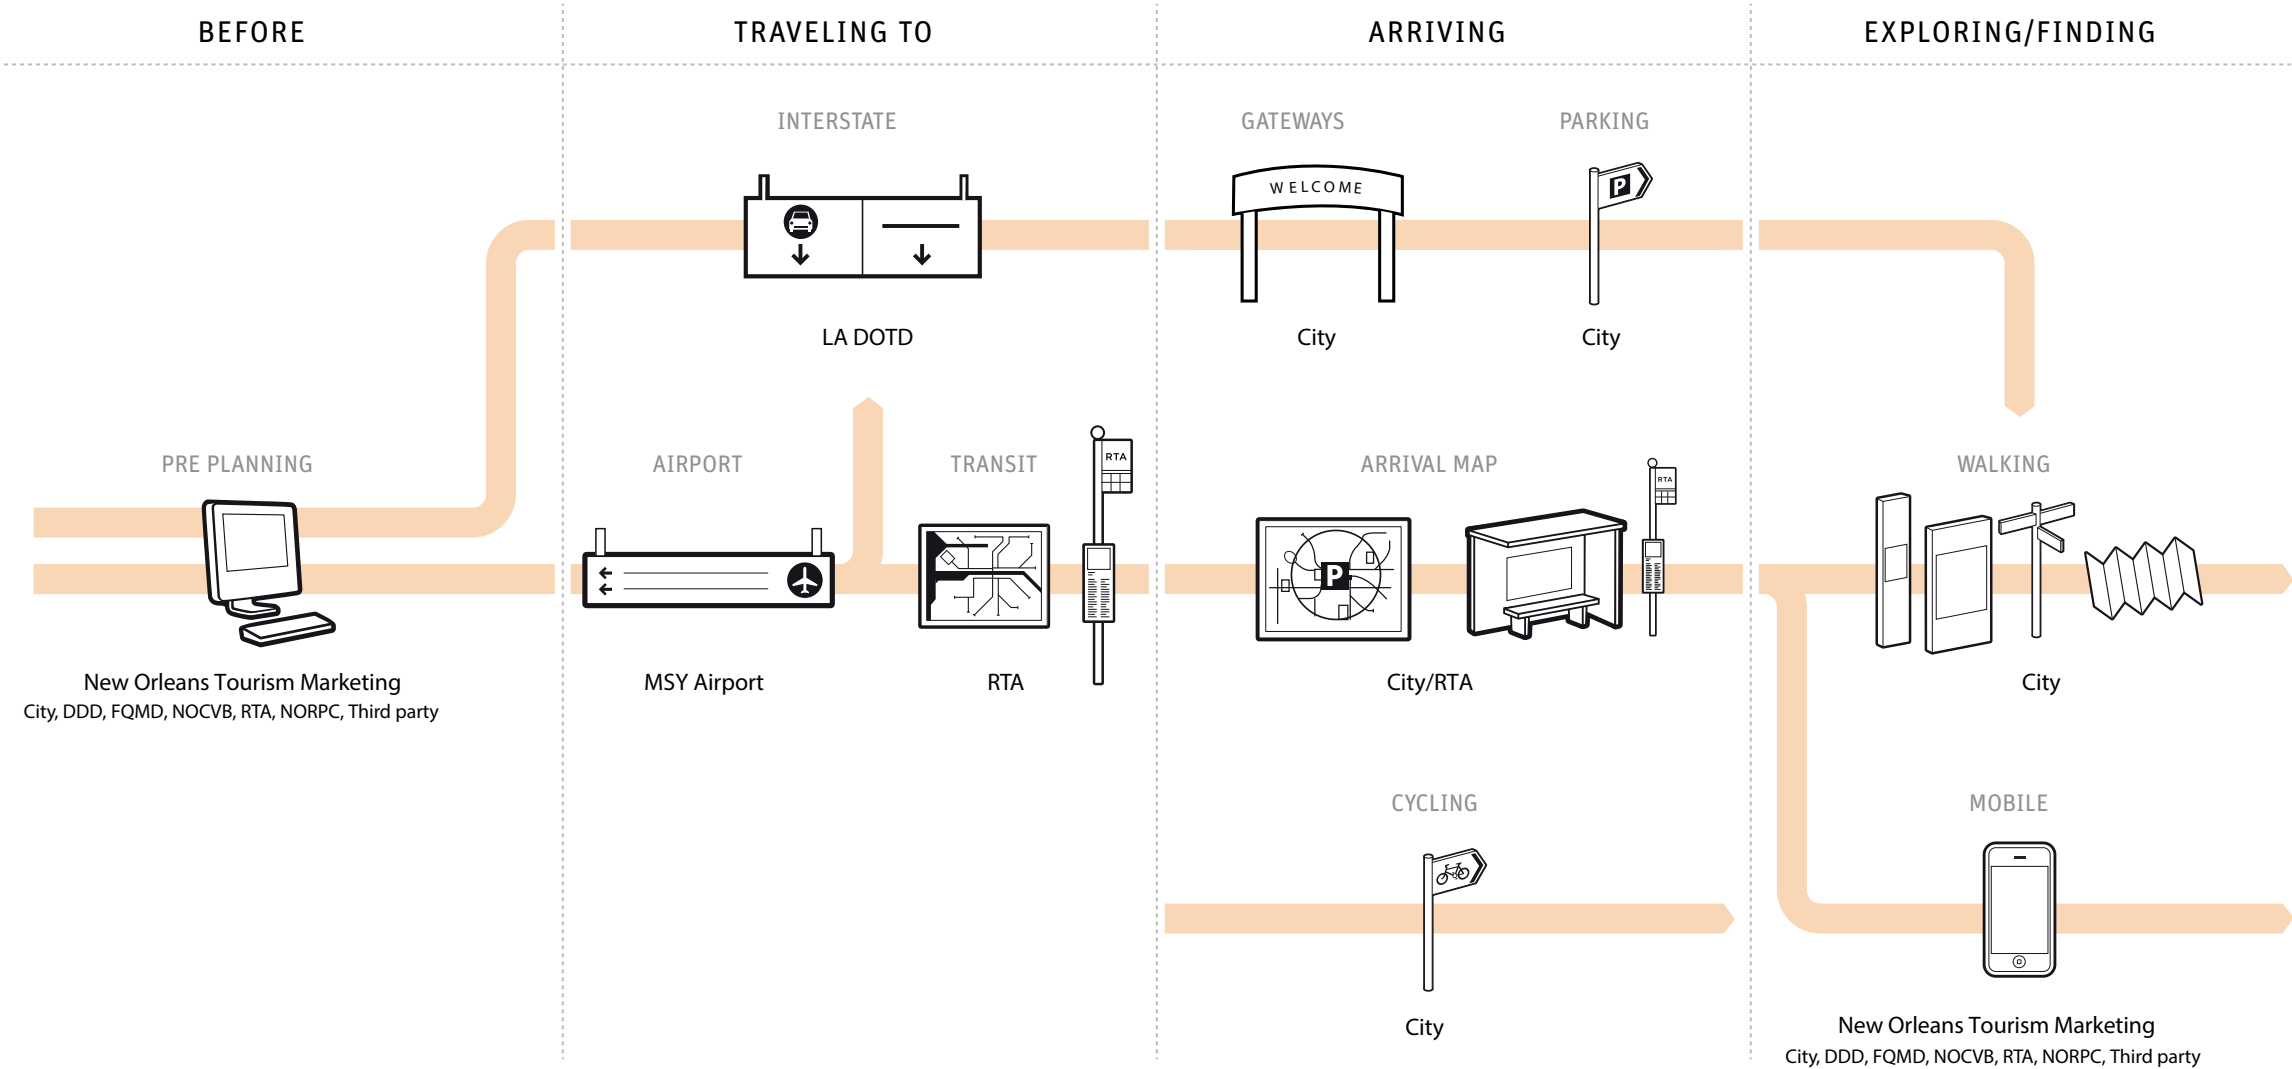 BEFORE
TRAVELING TO
ARRIVING
EXPLORING/FINDING
INTERSTATE
GATEWAYS
PARKING
WELCOME
P
LA DOTD
City
City
PRE PLANNING
AIRPORT
TRANSIT
RTA
ARRIVAL MAP
RTA
WALKING
P
New Orleans Tourism Marketing
City, DDD, FQMD, NOCVB, RTA, NORPC, Third party
MSY Airport
RTA
City/RTA
City
CYCLING
MOBILE
City
New Orleans Tourism Marketing
City, DDD, FQMD, NOCVB, RTA, NORPC, Third party